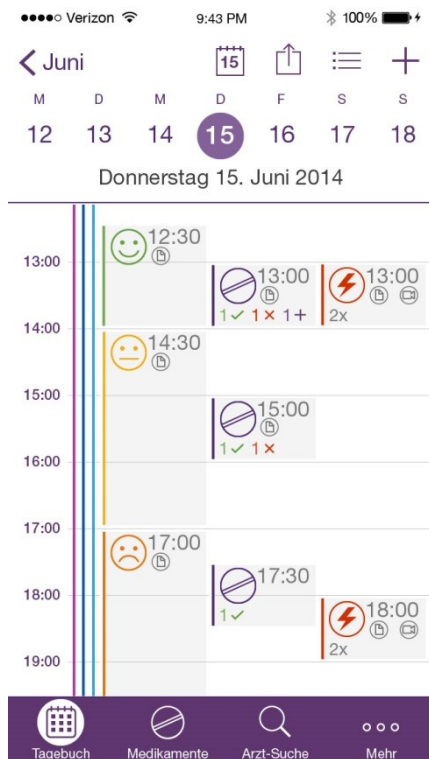 Verizon 9:43 PM 100%
Juni 15
M D M D F S S
12 13 14 15 16 17 18
Donnerstag 15. Juni 2014
12:30
13:00 13:00 13:00
1✓ 1× 1+ 2x
14:00
14:30
15:00 15:00
1✓ 1×
16:00
17:00 17:00
17:30
18:00 1✓ 18:00
2x
19:00
Tagebuch Medikamente Arzt-Suche Mehr